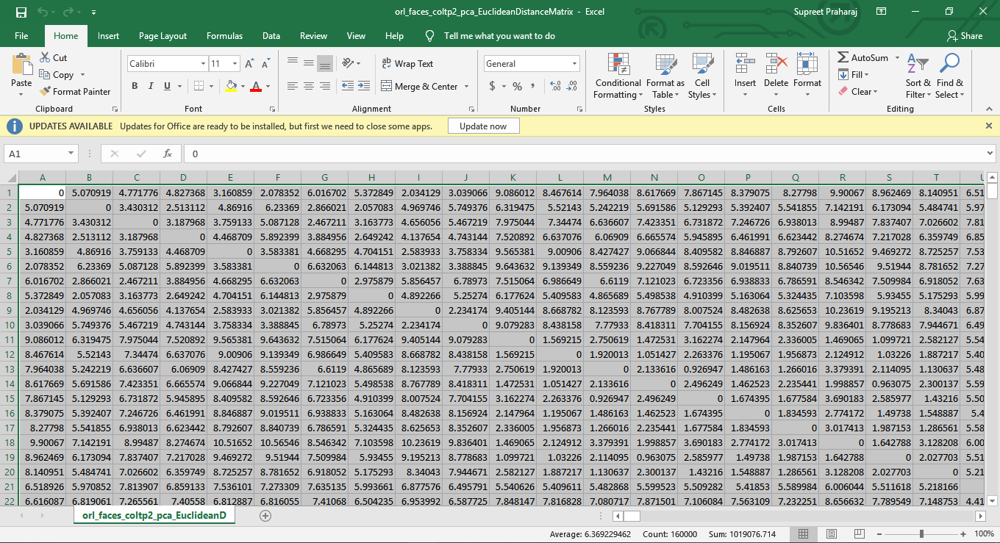 orl_faces_coltp2_pca_EuclideanDistanceMatrix - Excel Supreet Praharaj
File Home Insert Page Layout Formulas Data Review View Help Tell me what you want to do Share
Cut
Copy
Format Painter
Paste
Clipboard
Calibri 11 A A
B I U A
Font
ab Wrap Text
Merge & Center
Alignment
General
$ % , .00 .00
Number
Conditional Formatting Format as Table Cell Styles
Styles
Insert Delete Format
Cells
AutoSum
Fill
Clear
Sort & Filter Find & Select
Editing
UPDATES AVAILABLE Updates for Office are ready to be installed, but first we need to close some apps. Update now
A1 fx 0
A B C D E F G H I J K L M N O P Q R S T U
1 0 5.070919 4.771776 4.827368 3.160859 2.078352 6.016702 5.372849 2.034129 3.039066 9.086012 8.467614 7.964038 8.617669 7.867145 8.379075 8.27798 9.90067 8.962469 8.140951 6.51
2 5.070919 0 3.430312 2.513112 4.86916 6.23369 2.866021 2.057083 4.969746 5.749376 6.319475 5.52143 5.242219 5.691586 5.129293 5.392407 5.541855 7.142191 6.173094 5.484741 5.97
3 4.771776 3.430312 0 3.187968 3.759133 5.087128 2.467211 3.163773 4.656056 5.467219 7.975044 7.34474 6.636607 7.423351 6.731872 7.246726 6.938013 8.99487 7.837407 7.026602 7.81
4 4.827368 2.513112 3.187968 0 4.468709 5.892399 3.884956 2.649242 4.137654 4.743144 7.520892 6.637076 6.06909 6.665574 5.945895 6.461991 6.623442 8.274674 7.217028 6.359749 6.85
5 3.160859 4.86916 3.759133 4.468709 0 3.583381 4.668295 4.704151 2.583933 3.758334 9.565381 9.00906 8.427427 9.066844 8.409582 8.846887 8.792607 10.51652 9.469272 8.725257 7.53
6 2.078352 6.23369 5.087128 5.892399 3.583381 0 6.632063 6.144813 3.021382 3.388845 9.643632 9.139349 8.559236 9.227049 8.592646 9.019511 8.840739 10.56546 9.51944 8.781652 7.27
7 6.016702 2.866021 2.467211 3.884956 4.668295 6.632063 0 2.975879 5.856457 6.78973 7.515064 6.986649 6.6119 7.121023 6.723356 6.938833 6.786591 8.546342 7.509984 6.918052 7.63
8 5.372849 2.057083 3.163773 2.649242 4.704151 6.144813 2.975879 0 4.892266 5.25274 6.177624 5.409583 4.865689 5.498538 4.910399 5.163064 5.324435 7.103598 5.93455 5.175293 5.99
9 2.034129 4.969746 4.656056 4.137654 2.583933 3.021382 5.856457 4.892266 0 2.234174 9.405144 8.668782 8.123593 8.767789 8.007524 8.482638 8.625653 10.23619 9.195213 8.34043 6.87
10 3.039066 5.749376 5.467219 4.743144 3.758334 3.388845 6.78973 5.25274 2.234174 0 9.079283 8.438158 7.77933 8.418311 7.704155 8.156924 8.352607 9.836401 8.778683 7.944671 6.49
11 9.086012 6.319475 7.975044 7.520892 9.565381 9.643632 7.515064 6.177624 9.405144 9.079283 0 1.569215 2.750619 1.472531 3.162274 2.147964 2.336005 1.469065 1.099721 2.582127 5.54
12 8.467614 5.52143 7.34474 6.637076 9.00906 9.139349 6.986649 5.409583 8.668782 8.438158 1.569215 0 1.920013 1.051427 2.263376 1.195067 1.956873 2.124912 1.03226 1.887217 5.40
13 7.964038 5.242219 6.636607 6.06909 8.427427 8.559236 6.6119 4.865689 8.123593 7.77933 2.750619 1.920013 0 2.133616 0.926947 1.486163 1.266016 3.379391 2.114095 1.130637 5.48
14 8.617669 5.691586 7.423351 6.665574 9.066844 9.227049 7.121023 5.498538 8.767789 8.418311 1.472531 1.051427 2.133616 0 2.496249 1.462523 2.235441 1.998857 0.963075 2.300137 5.59
15 7.867145 5.129293 6.731872 5.945895 8.409582 8.592646 6.723356 4.910399 8.007524 7.704155 3.162274 2.263376 0.926947 2.496249 0 1.674395 1.677584 3.690183 2.585977 1.43216 5.50
16 8.379075 5.392407 7.246726 6.461991 8.846887 9.019511 6.938833 5.163064 8.482638 8.156924 2.147964 1.195067 1.486163 1.462523 1.674395 0 1.834593 2.774172 1.49738 1.548887 5.4
17 8.27798 5.541855 6.938013 6.623442 8.792607 8.840739 6.786591 5.324435 8.625653 8.352607 2.336005 1.956873 1.266016 2.235441 1.677584 1.834593 0 3.017413 1.987153 1.286561 5.58
18 9.90067 7.142191 8.99487 8.274674 10.51652 10.56546 8.546342 7.103598 10.23619 9.836401 1.469065 2.124912 3.379391 1.998857 3.690183 2.774172 3.017413 0 1.642788 3.128208 6.00
19 8.962469 6.173094 7.837407 7.217028 9.469272 9.51944 7.509984 5.93455 9.195213 8.778683 1.099721 1.03226 2.114095 0.963075 2.585977 1.49738 1.987153 1.642788 0 2.027703 5.51
20 8.140951 5.484741 7.026602 6.359749 8.725257 8.781652 6.918052 5.175293 8.34043 7.944671 2.582127 1.887217 1.130637 2.300137 1.43216 1.548887 1.286561 3.128208 2.027703 0 5.21
21 6.518926 5.970852 7.813907 6.859133 7.536101 7.273309 7.635135 5.993661 6.877576 6.495791 5.540626 5.409611 5.482868 5.599523 5.509282 5.41853 5.589984 6.006044 5.511618 5.218166
22 6.616087 6.819061 7.265561 7.40558 6.812887 6.816055 7.41068 6.504235 6.953992 6.587725 7.848147 7.816828 7.080717 7.871501 7.106084 7.563109 7.232251 8.656632 7.789549 7.148753 4.41
orl_faces_coltp2_pca_EuclideanD
Average: 6.369229462 Count: 160000 Sum: 1019076.714 100%